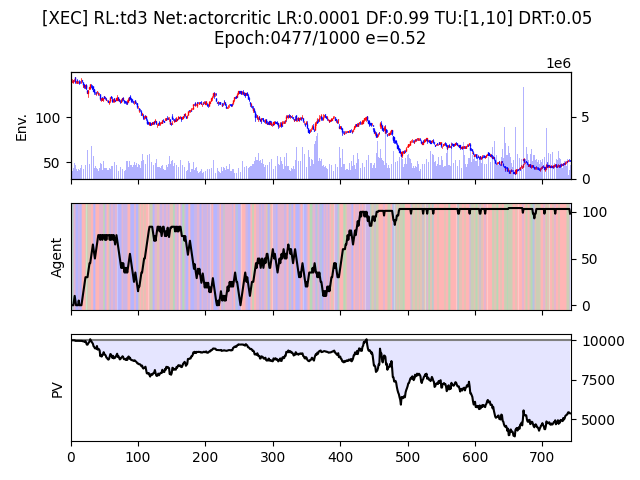 [XEC] RL:td3 Net:actorcritic LR:0.0001 DF:0.99 TU:[1,10] DRT:0.05
Epoch:0477/1000 e=0.52
1e6
Env.
100
50
5
0
Agent
100
50
0
PV
10000
7500
5000
0 100 200 300 400 500 600 700